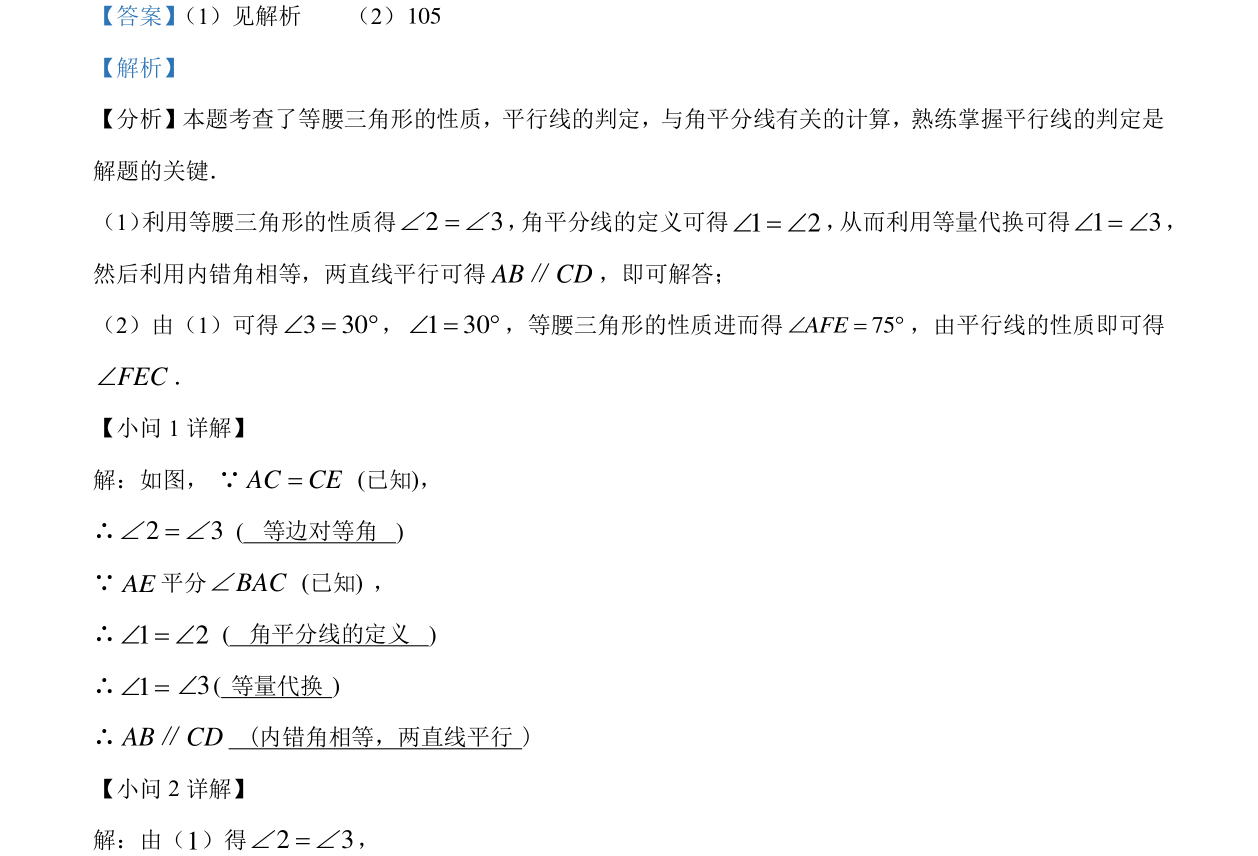 【答案】（1）见解析 （2）105
【解析】
【分析】本题考查了等腰三角形的性质，平行线的判定，与角平分线有关的计算，熟练掌握平行线的判定是
解题的关键．
（1）利用等腰三角形的性质得∠2=∠3，角平分线的定义可得∠1=∠2，从而利用等量代换可得∠1=∠3，
然后利用内错角相等，两直线平行可得AB∥CD，即可解答；
（2）由（1）可得∠3=30°，∠1=30°，等腰三角形的性质进而得∠AFE=75°，由平行线的性质即可得
∠FEC．
【小问 1 详解】
解：如图， ∵AC=CE (已知)，
∴∠2=∠3 ( 等边对等角 )
∵AE平分∠BAC (已知) ，
∴∠1=∠2 ( 角平分线的定义 )
∴∠1=∠3( 等量代换 )
∴AB∥CD （内错角相等，两直线平行 ）
【小问 2 详解】
解：由（1）得∠2=∠3，